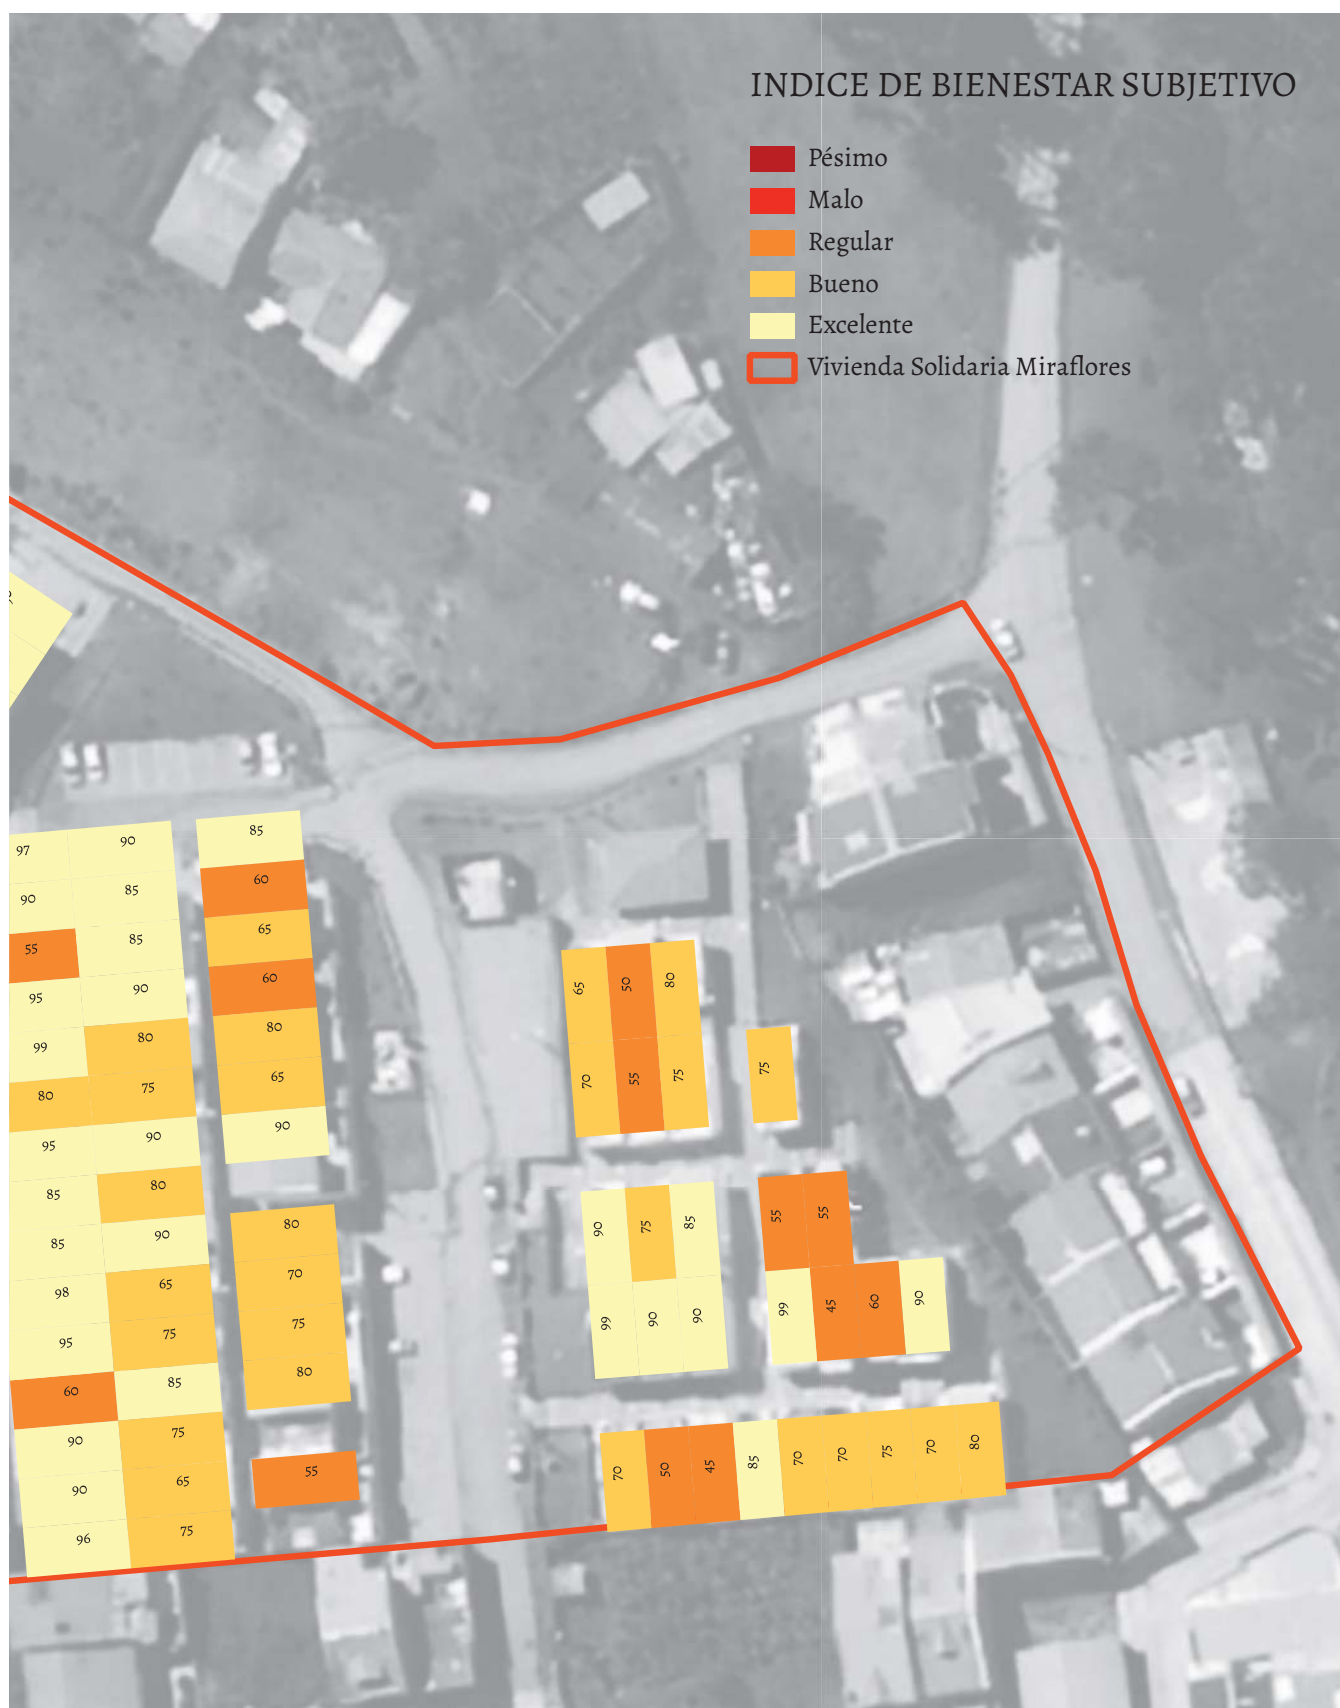 INDICE DE BIENESTAR SUBJETIVO
Pésimo
Malo
Regular
Bueno
Excelente
Vivienda Solidaria Miraflores
97 90
90 85
55 85
95 90
99 80
80 75
95 90
85 80
85 90
98 65
95 75
60 85
90 75
90 65
96 75
85
60
65
60
80
65
90
80
70
75
80
55
65 50 80
70 55 75
75
90 75 85
99 90 90
55 55
99 45 60 90
70 50 45 85 70 70 75 70 80